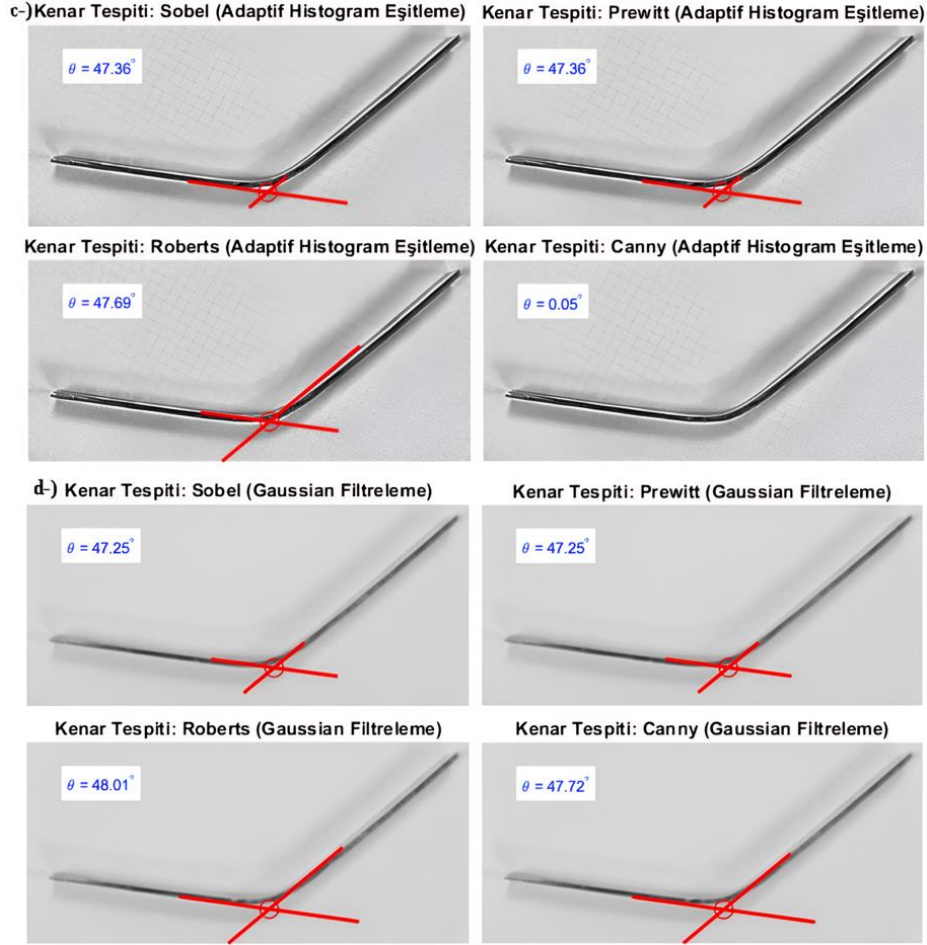 c-)Kenar Tespiti: Sobel (Adaptif Histogram Eşitleme)
Kenar Tespiti: Prewitt (Adaptif Histogram Eşitleme)
θ = 47.36°
θ = 47.36°
Kenar Tespiti: Roberts (Adaptif Histogram Eşitleme)
Kenar Tespiti: Canny (Adaptif Histogram Eşitleme)
θ = 47.69°
θ = 0.05°
d-) Kenar Tespiti: Sobel (Gaussian Filtreleme)
Kenar Tespiti: Prewitt (Gaussian Filtreleme)
θ = 47.25°
θ = 47.25°
Kenar Tespiti: Roberts (Gaussian Filtreleme)
Kenar Tespiti: Canny (Gaussian Filtreleme)
θ = 48.01°
θ = 47.72°